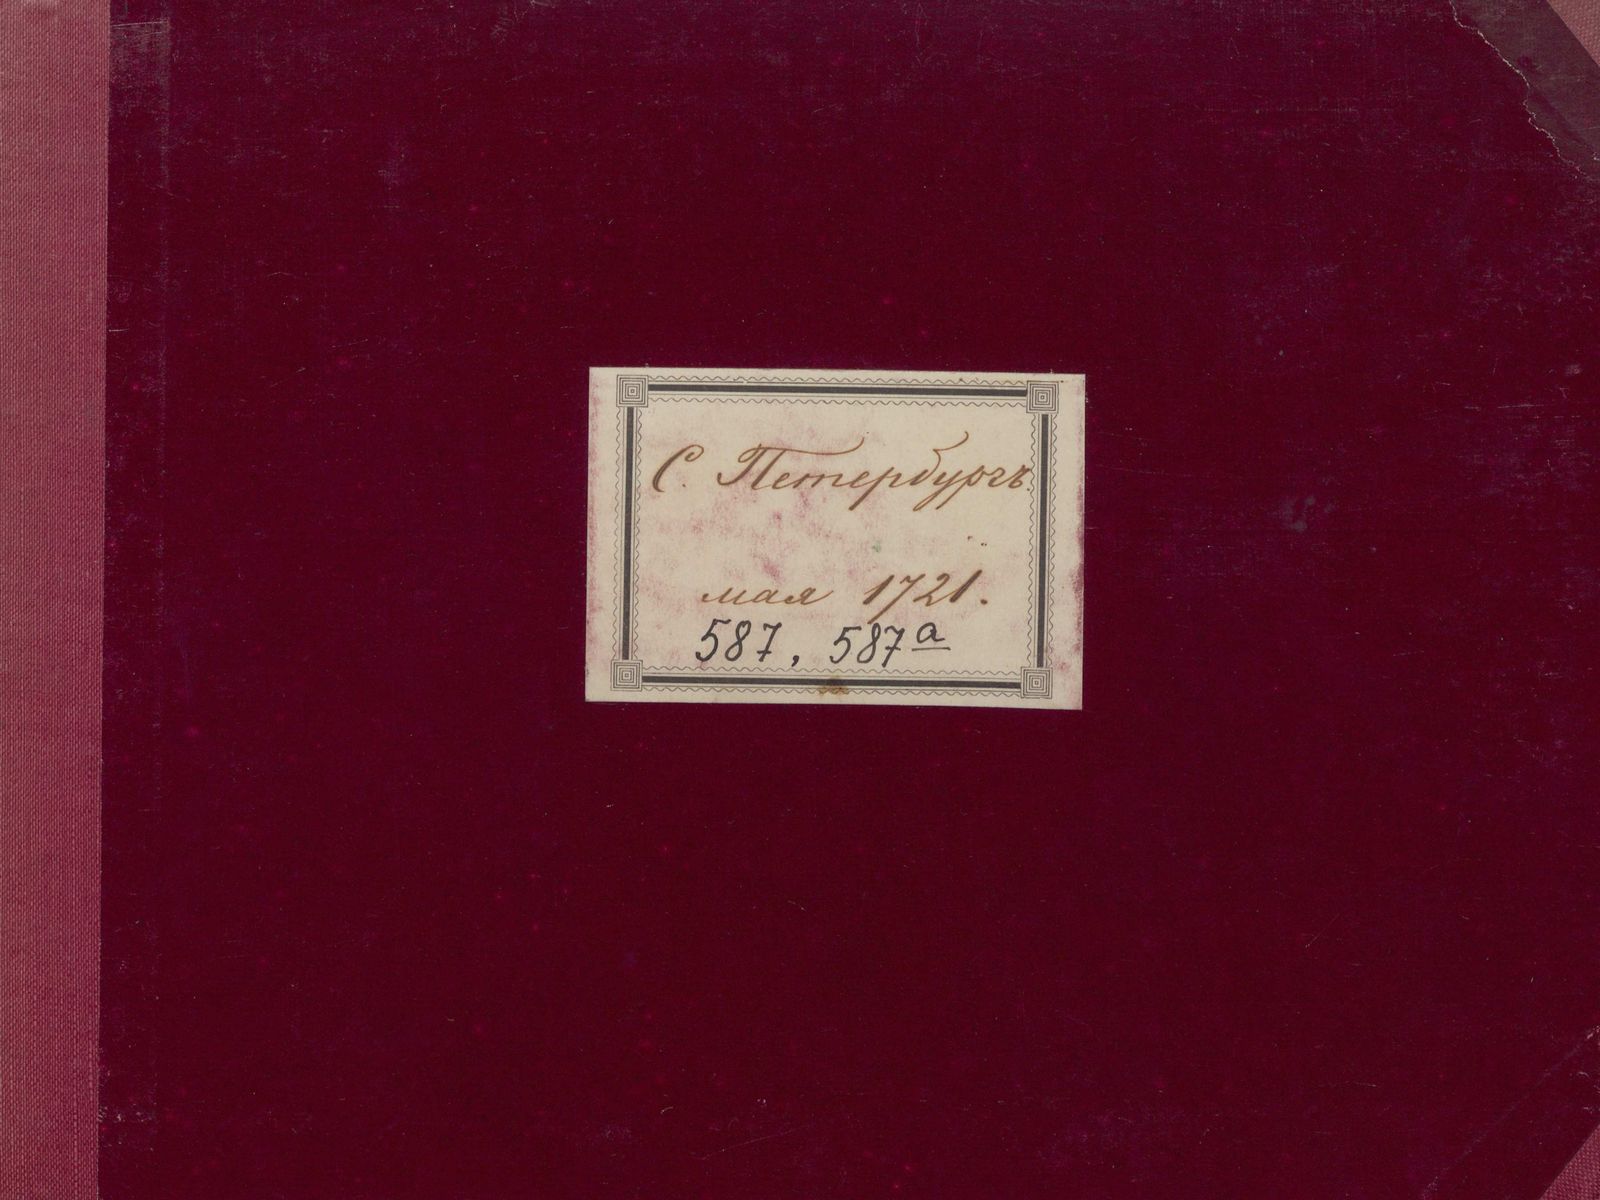 С. Петербургъ.
мая 1721.
587, 587а